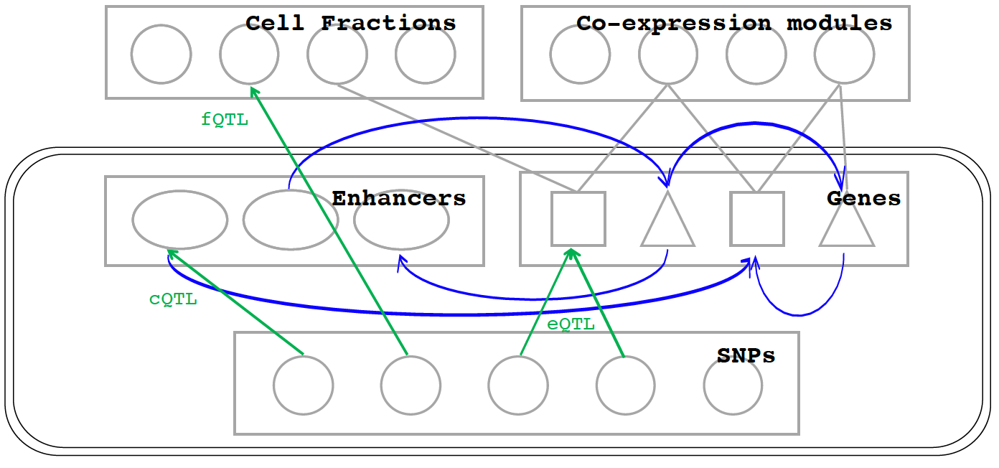 Cell Fractions
Co-expression modules
fQTL
Enhancers
Genes
cQTL
eQTL
SNPs